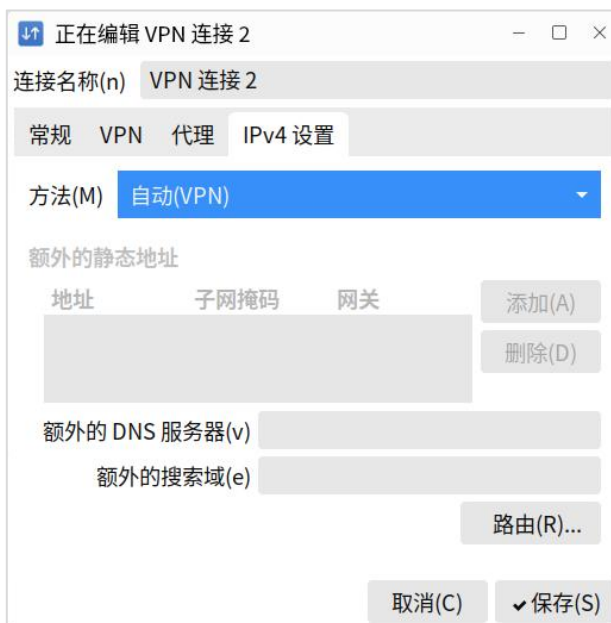 正在编辑 VPN 连接 2
连接名称(n) VPN 连接 2
常规 VPN 代理 IPv4 设置
方法(M) 自动(VPN)
额外的静态地址
地址 子网掩码 网关 添加(A)
删除(D)
额外的 DNS 服务器(v)
额外的搜索域(e)
路由(R)...
取消(C) 保存(S)